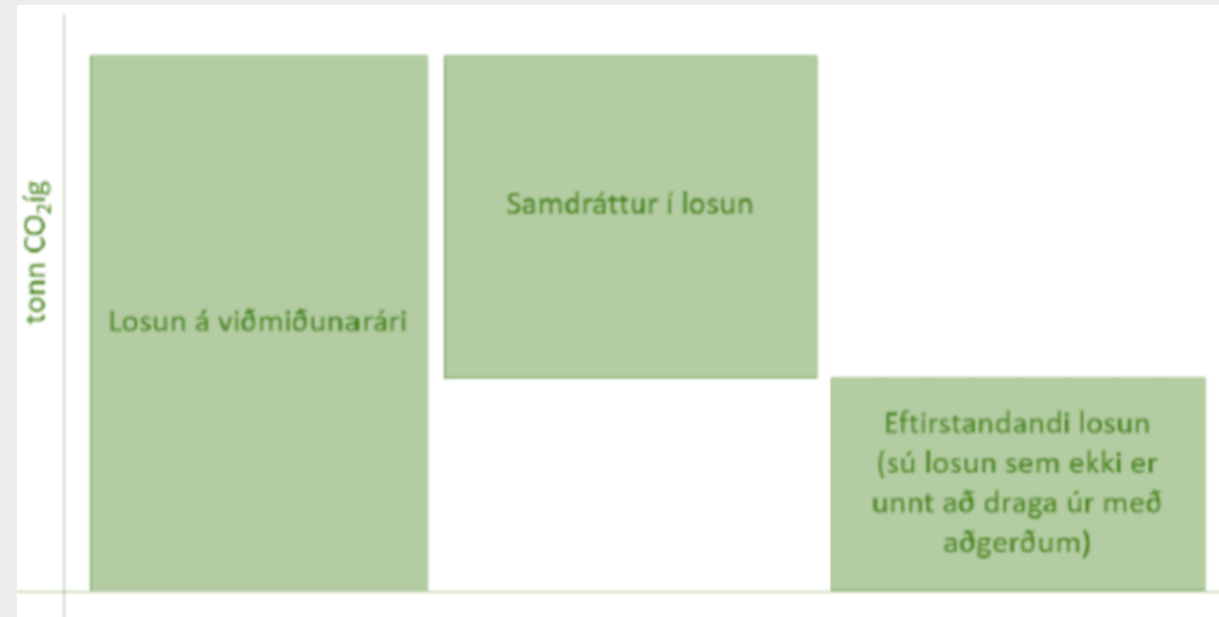 tonn CO₂íg
Losun á viðmiðunarári
Samdráttur í losun
Eftirstandandi losun
(sú losun sem ekki er
unnt að draga úr með
aðgerðum)